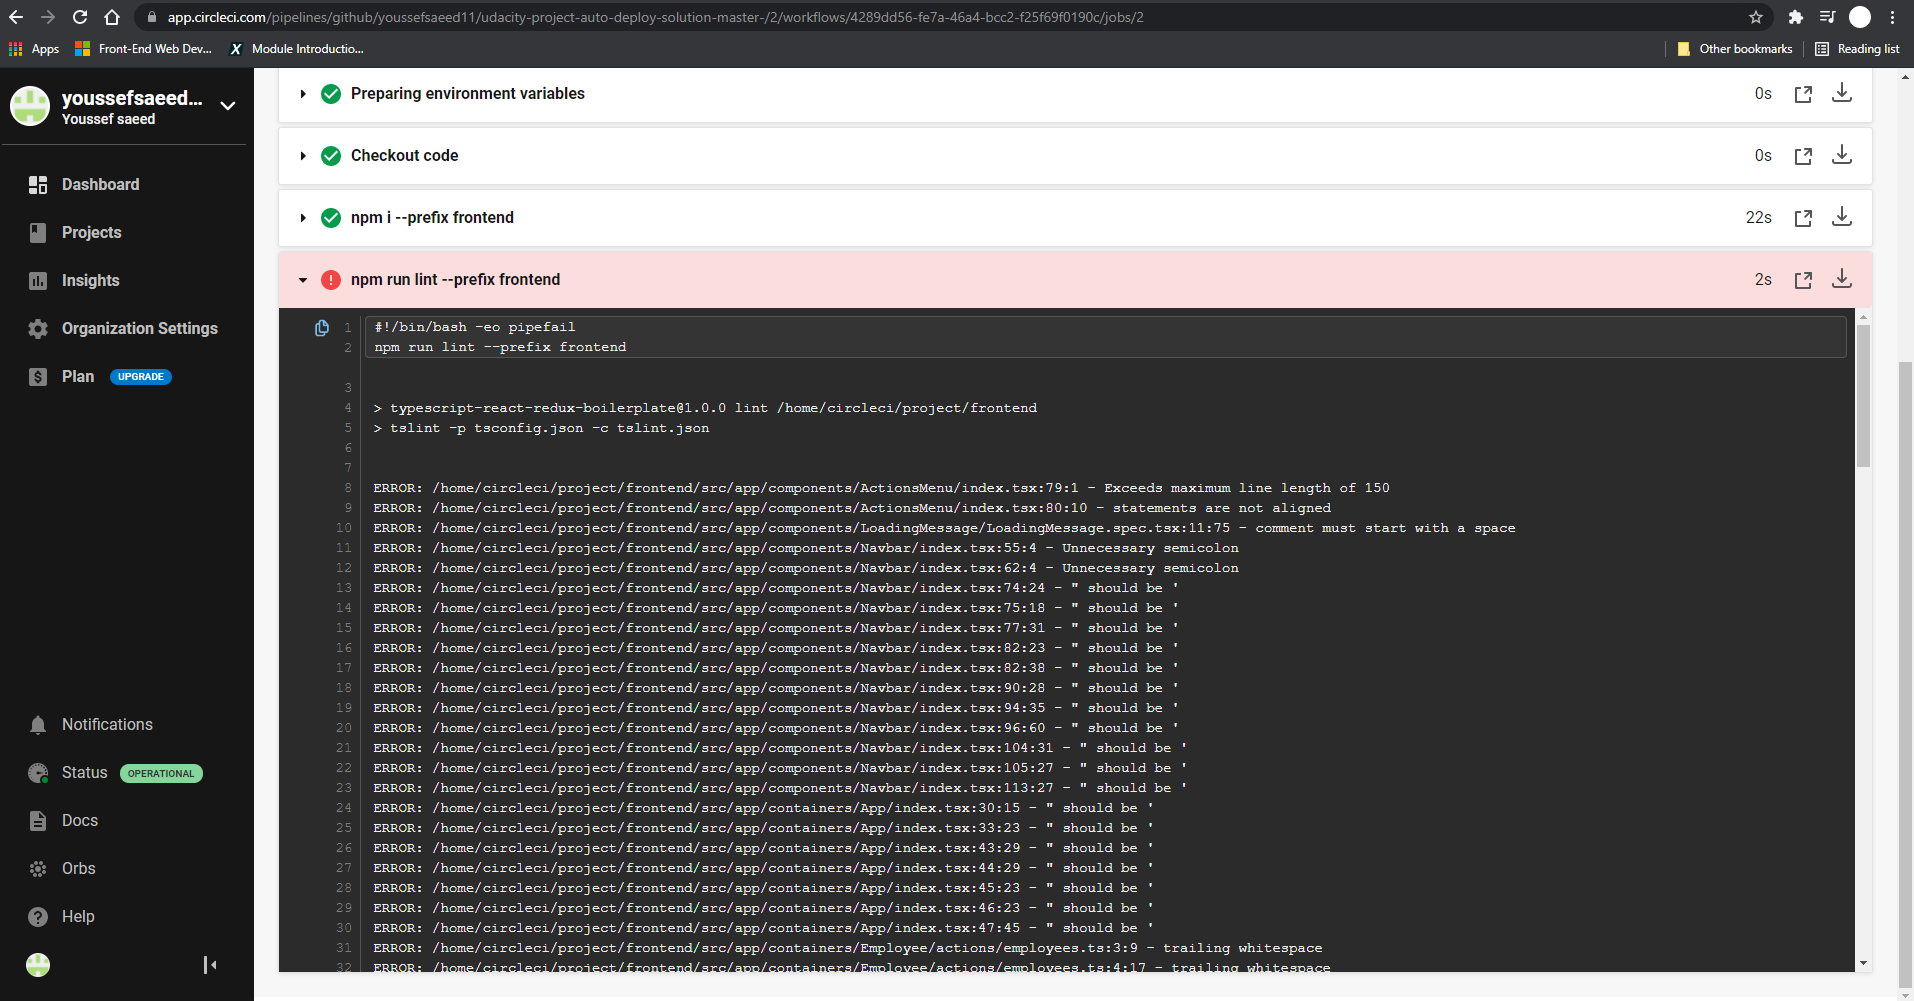 app.circleci.com/pipelines/github/youssefsaeed11/udacity-project-auto-deploy-solution-master-/2/workflows/4289dd56-fe7a-46a4-bcc2-f25f69f0190c/jobs/2
Apps Front-End Web Dev... X Module Introductio... Other bookmarks Reading list
youssefsaeed...
Youssef saeed
Dashboard
Projects
Insights
Organization Settings
Plan UPGRADE
Notifications
Status OPERATIONAL
Docs
Orbs
Help
Preparing environment variables 0s
Checkout code 0s
npm i --prefix frontend 22s
npm run lint --prefix frontend 2s
1 #!/bin/bash -eo pipefail
2 npm run lint --prefix frontend
3
4 > typescript-react-redux-boilerplate@1.0.0 lint /home/circleci/project/frontend
5 > tslint -p tsconfig.json -c tslint.json
6
7
8 ERROR: /home/circleci/project/frontend/src/app/components/ActionsMenu/index.tsx:79:1 - Exceeds maximum line length of 150
9 ERROR: /home/circleci/project/frontend/src/app/components/ActionsMenu/index.tsx:80:10 - statements are not aligned
10 ERROR: /home/circleci/project/frontend/src/app/components/LoadingMessage/LoadingMessage.spec.tsx:11:75 - comment must start with a space
11 ERROR: /home/circleci/project/frontend/src/app/components/Navbar/index.tsx:55:4 - Unnecessary semicolon
12 ERROR: /home/circleci/project/frontend/src/app/components/Navbar/index.tsx:62:4 - Unnecessary semicolon
13 ERROR: /home/circleci/project/frontend/src/app/components/Navbar/index.tsx:74:24 - " should be '
14 ERROR: /home/circleci/project/frontend/src/app/components/Navbar/index.tsx:75:18 - " should be '
15 ERROR: /home/circleci/project/frontend/src/app/components/Navbar/index.tsx:77:31 - " should be '
16 ERROR: /home/circleci/project/frontend/src/app/components/Navbar/index.tsx:82:23 - " should be '
17 ERROR: /home/circleci/project/frontend/src/app/components/Navbar/index.tsx:82:38 - " should be '
18 ERROR: /home/circleci/project/frontend/src/app/components/Navbar/index.tsx:90:28 - " should be '
19 ERROR: /home/circleci/project/frontend/src/app/components/Navbar/index.tsx:94:35 - " should be '
20 ERROR: /home/circleci/project/frontend/src/app/components/Navbar/index.tsx:96:60 - " should be '
21 ERROR: /home/circleci/project/frontend/src/app/components/Navbar/index.tsx:104:31 - " should be '
22 ERROR: /home/circleci/project/frontend/src/app/components/Navbar/index.tsx:105:27 - " should be '
23 ERROR: /home/circleci/project/frontend/src/app/components/Navbar/index.tsx:113:27 - " should be '
24 ERROR: /home/circleci/project/frontend/src/app/containers/App/index.tsx:30:15 - " should be '
25 ERROR: /home/circleci/project/frontend/src/app/containers/App/index.tsx:33:23 - " should be '
26 ERROR: /home/circleci/project/frontend/src/app/containers/App/index.tsx:43:29 - " should be '
27 ERROR: /home/circleci/project/frontend/src/app/containers/App/index.tsx:44:29 - " should be '
28 ERROR: /home/circleci/project/frontend/src/app/containers/App/index.tsx:45:23 - " should be '
29 ERROR: /home/circleci/project/frontend/src/app/containers/App/index.tsx:46:23 - " should be '
30 ERROR: /home/circleci/project/frontend/src/app/containers/App/index.tsx:47:45 - " should be '
31 ERROR: /home/circleci/project/frontend/src/app/containers/Employee/actions/employees.ts:3:9 - trailing whitespace
32 ERROR: /home/circleci/project/frontend/src/app/containers/Employee/actions/employees.ts:4:17 - trailing whitespace